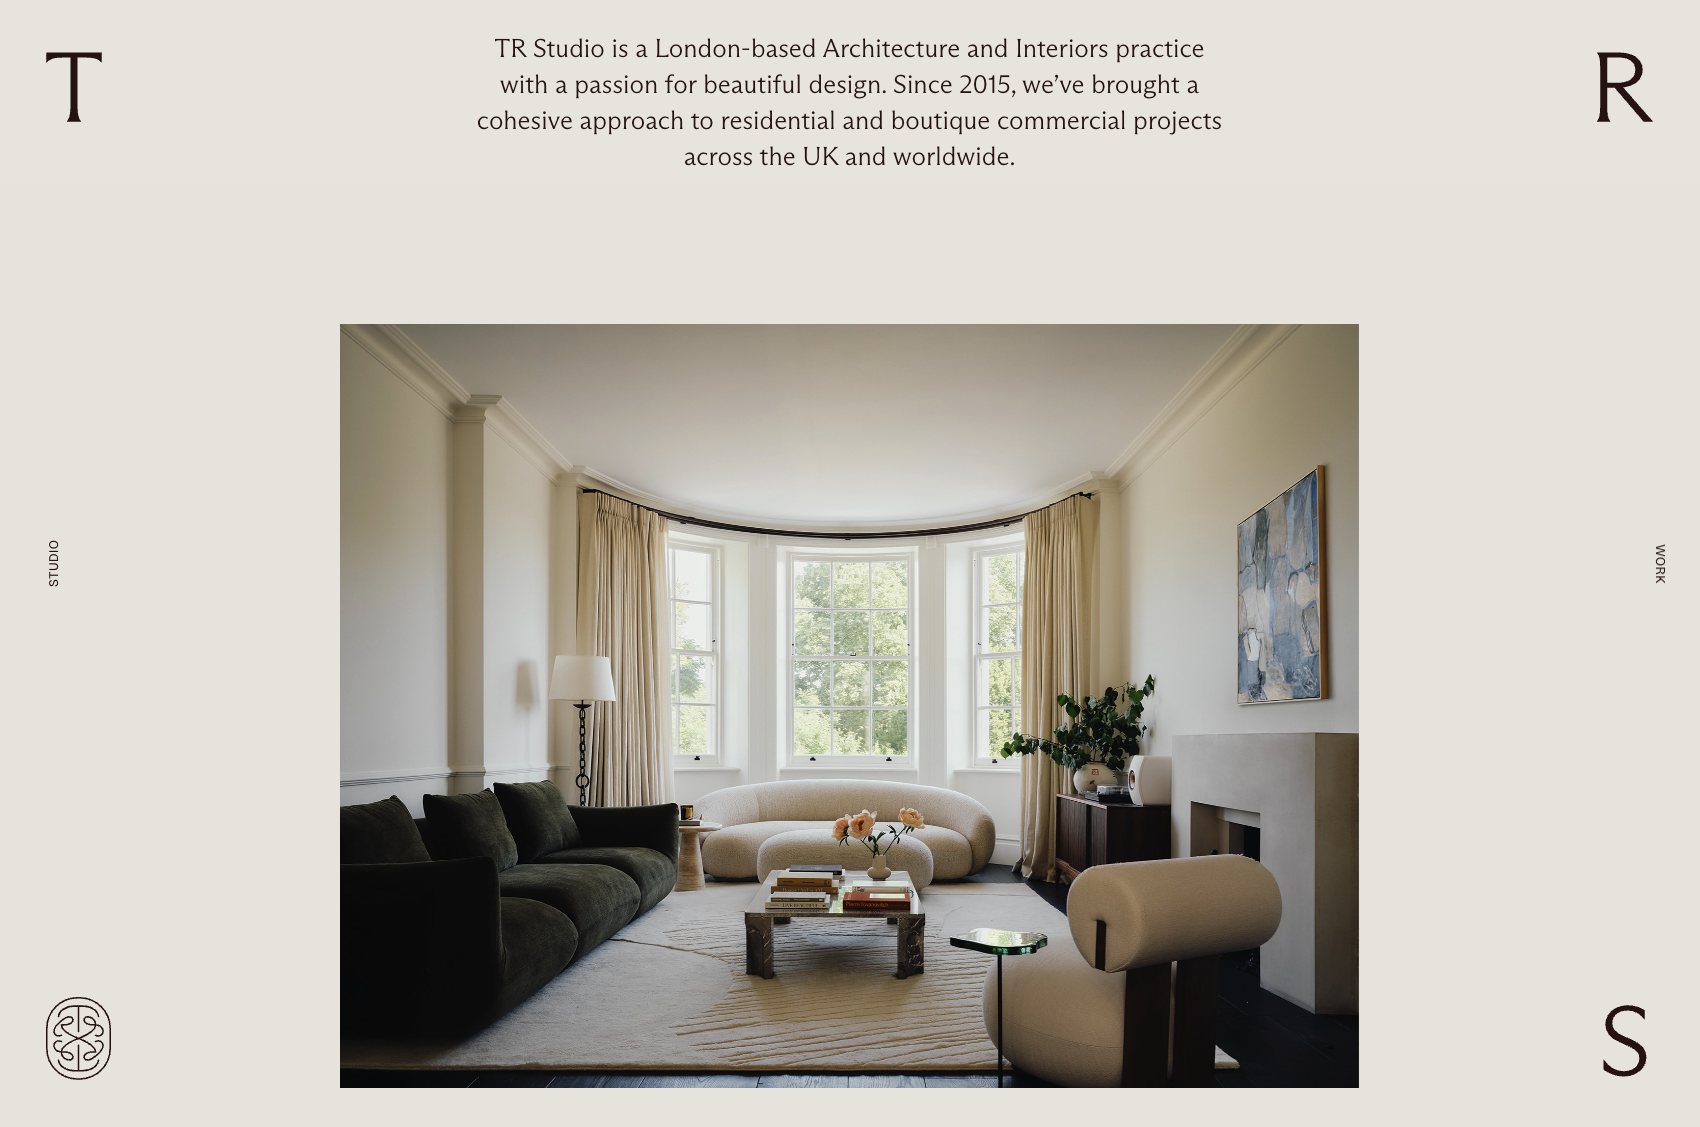 T
R
TR Studio is a London-based Architecture and Interiors practice
with a passion for beautiful design. Since 2015, we’ve brought a
cohesive approach to residential and boutique commercial projects
across the UK and worldwide.
STUDIO
WORK
S